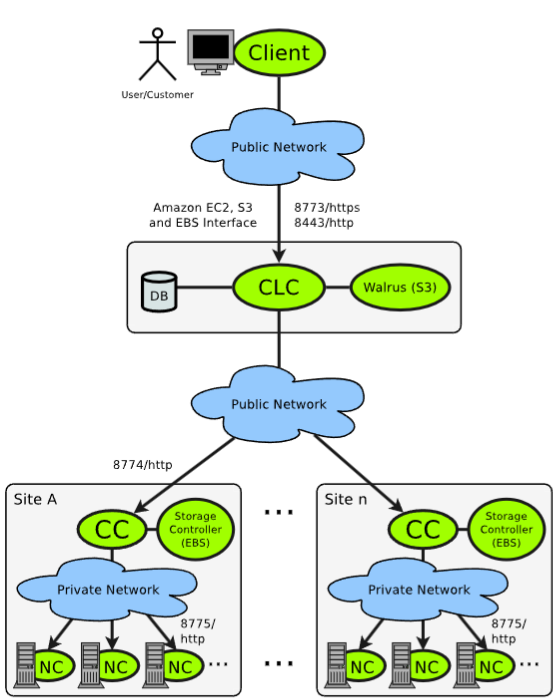 Client
User/Customer
Public Network
Amazon EC2, S3
and EBS Interface
8773/https
8443/http
DB
CLC
Walrus (S3)
Public Network
8774/http
Site A
CC
Storage
Controller
(EBS)
Private Network
8775/
http
NC
NC
NC
...
...
...
Site n
CC
Storage
Controller
(EBS)
Private Network
8775/
http
NC
NC
NC
...